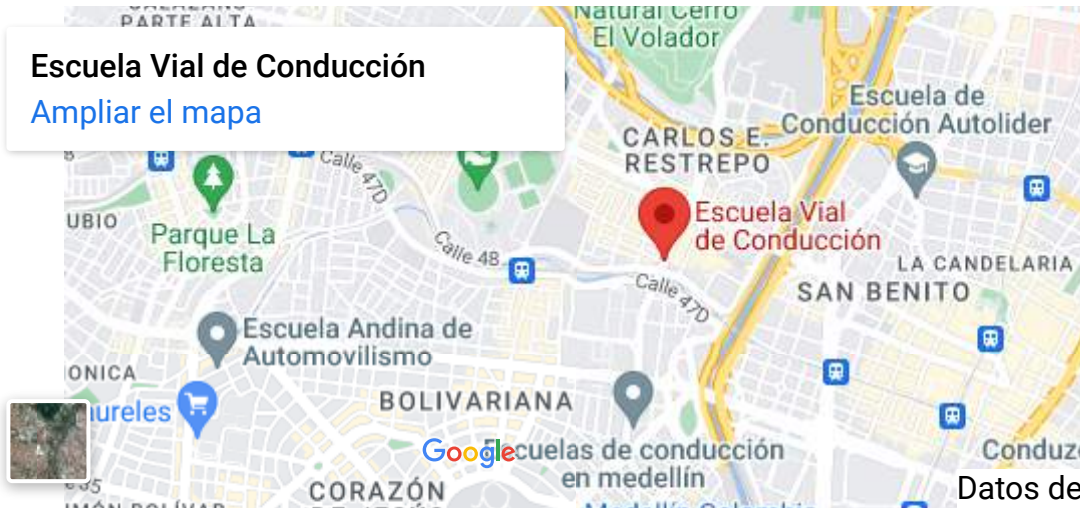 PARTE ALTA
Escuela Vial de Conducción
Ampliar el mapa
Natural Cerro
El Volador
Escuela de
Conducción Autolider
CARLOS E.
RESTREPO
Calle 47D
UBIO
Parque La
Floresta
Calle 48
Escuela Vial
de Conducción
Calle 47D
LA CANDELARIA
SAN BENITO
Escuela Andina de
Automovilismo
ONICA
aureles
BOLIVARIANA
Google
cuelas de conducción
en medellín
Conduz
CORAZÓN
Datos de